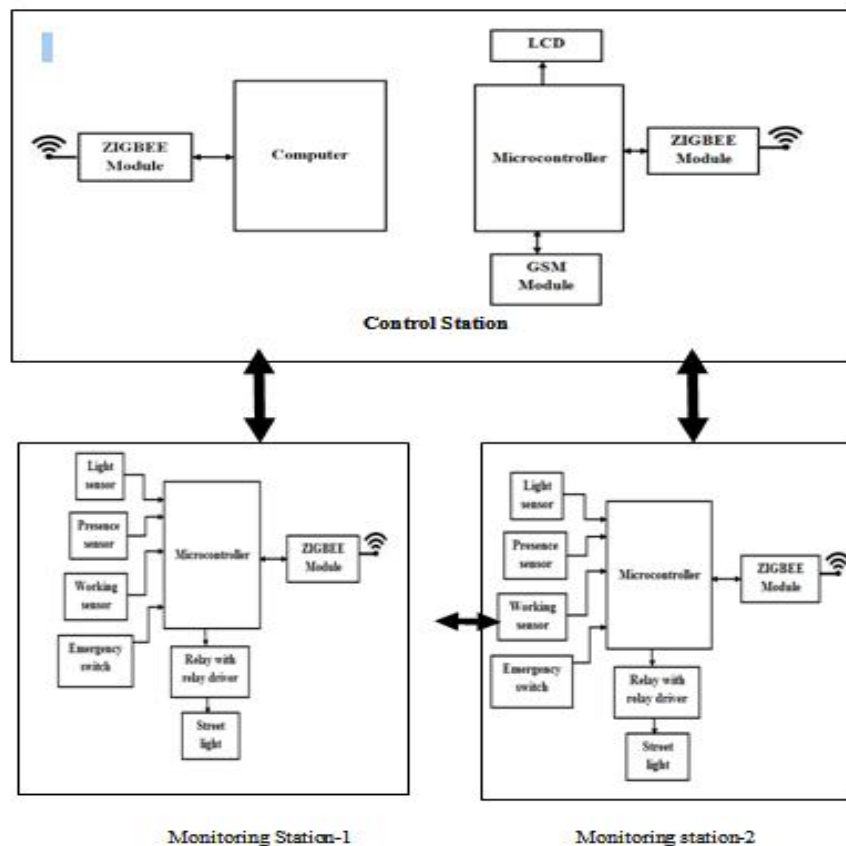 LCD
ZIGBEE
Module
Computer
Microcontroller
ZIGBEE
Module
GSM
Module
Control Station
Light
sensor
Presence
sensor
Working
sensor
Emergency
switch
Microcontroller
ZIGBEE
Module
Relay with
relay driver
Street
light
Light
sensor
Presence
sensor
Working
sensor
Emergency
switch
Microcontroller
ZIGBEE
Module
Relay with
relay driver
Street
light
Monitoring Station-1
Monitoring station-2